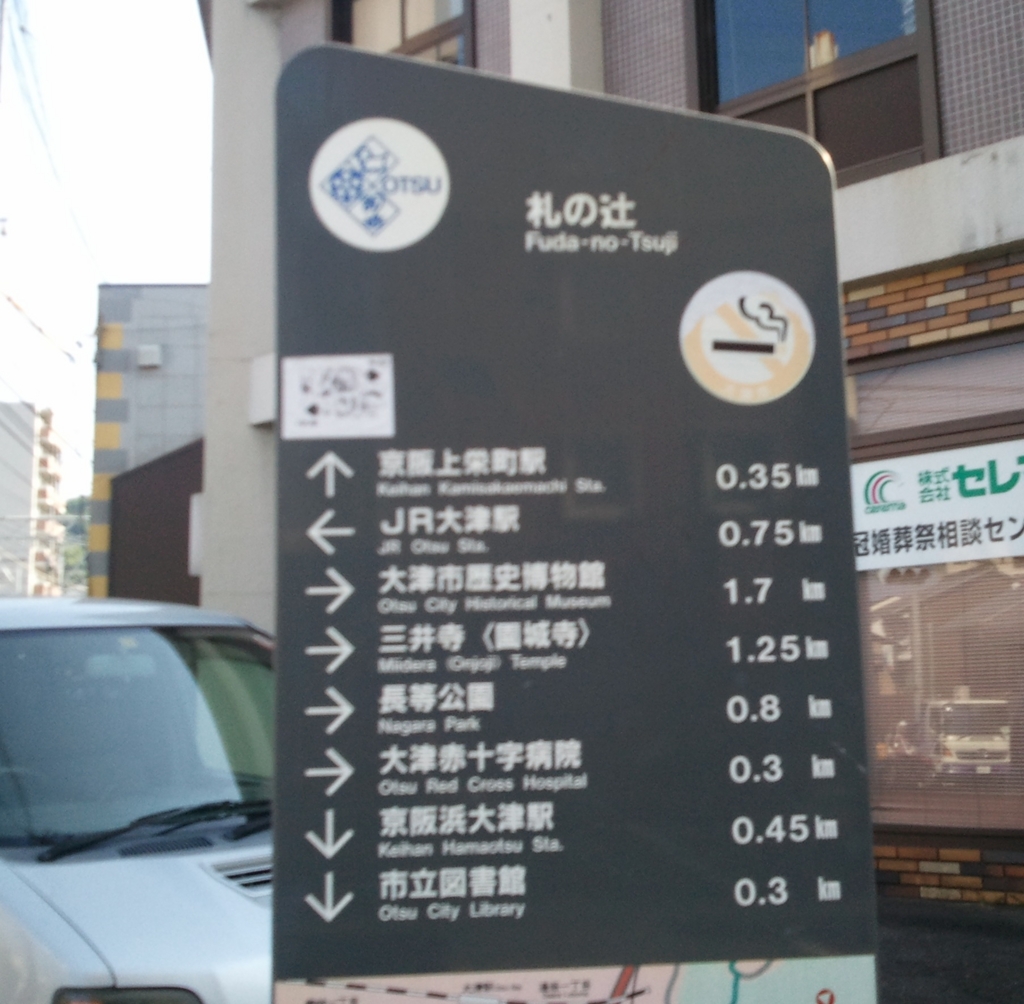 OTSU
札の辻
Fuda-no-Tsuji
↑ 京阪上栄町駅 0.35km
Keihan Kamisakaemachi Sta.
← JR大津駅 0.75km
JR Otsu Sta.
→ 大津市歴史博物館 1.7 km
Otsu City Historical Museum
→ 三井寺〈園城寺〉 1.25km
Miidera (Onjoji) Temple
→ 長等公園 0.8 km
Nagara Park
→ 大津赤十字病院 0.3 km
Otsu Red Cross Hospital
↓ 京阪浜大津駅 0.45km
Keihan Hamaotsu Sta.
↓ 市立図書館 0.3 km
Otsu City Library
株式会社 セレ
冠婚葬祭相談セン